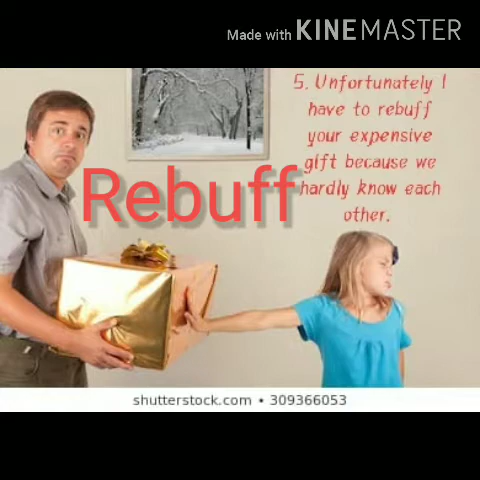 Made with KINEMASTER
5. Unfortunately I
have to rebuff
your expensive
gift because we
hardly know each
other.
Rebuff
shutterstock.com • 309366053